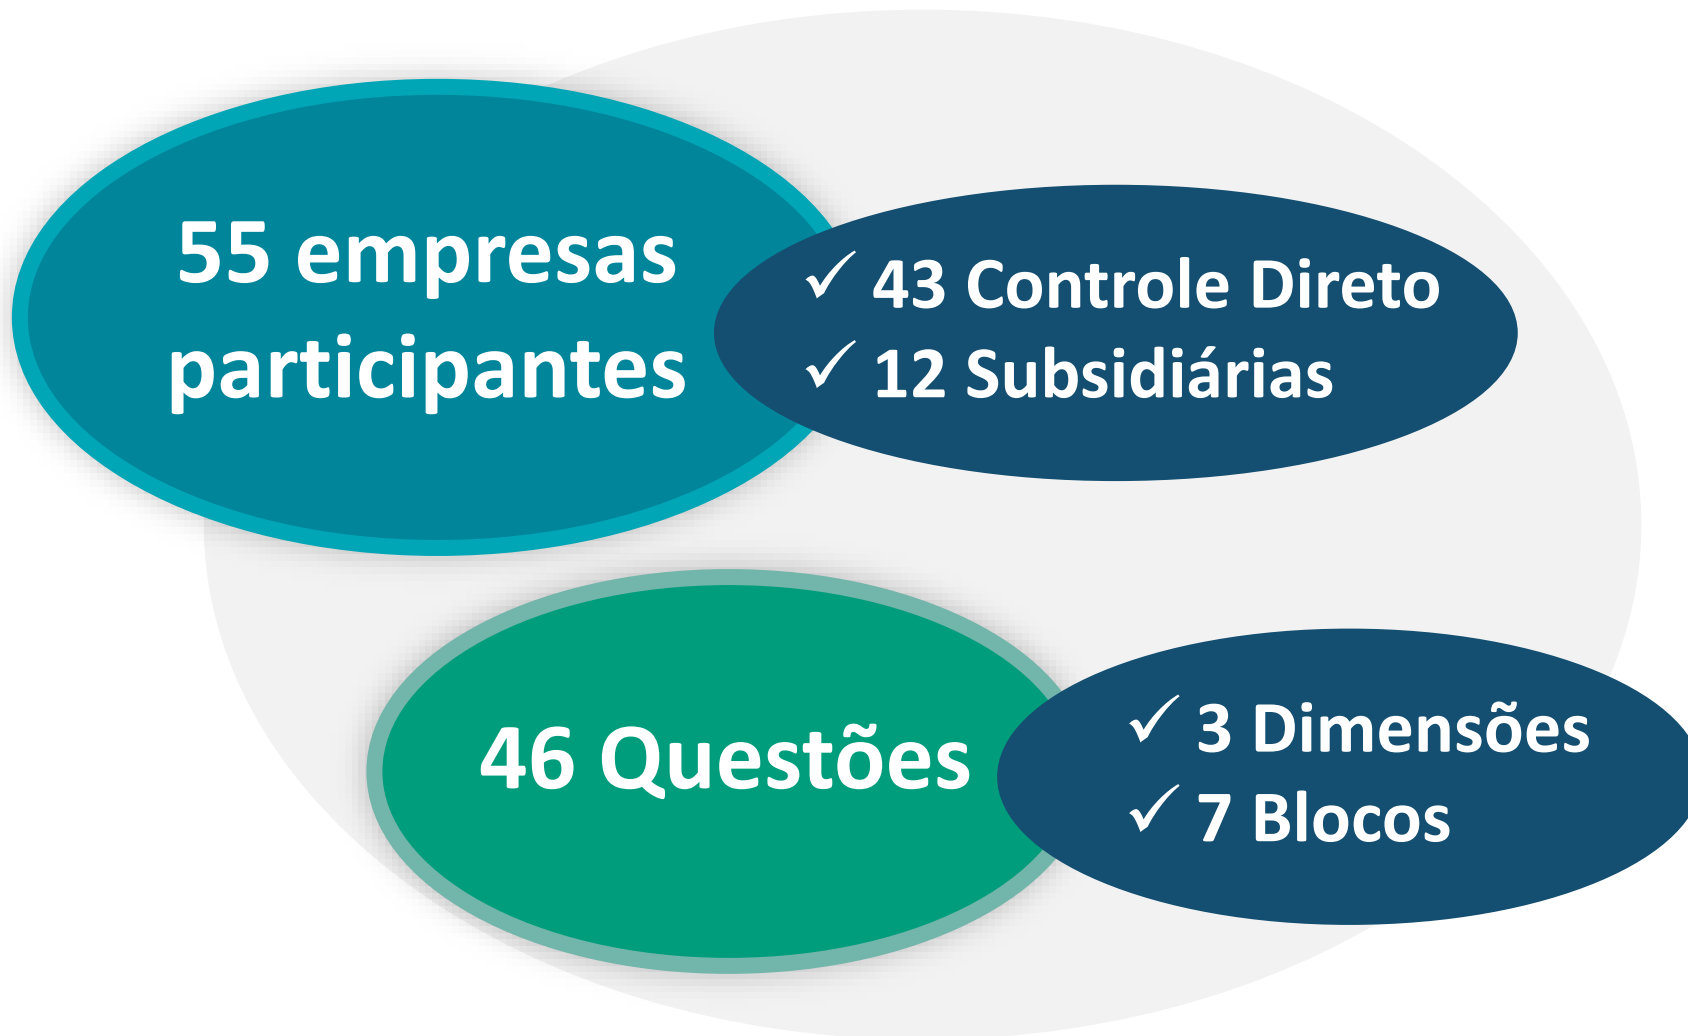 55 empresas
participantes
✓ 43 Controle Direto
✓ 12 Subsidiárias
46 Questões
✓ 3 Dimensões
✓ 7 Blocos